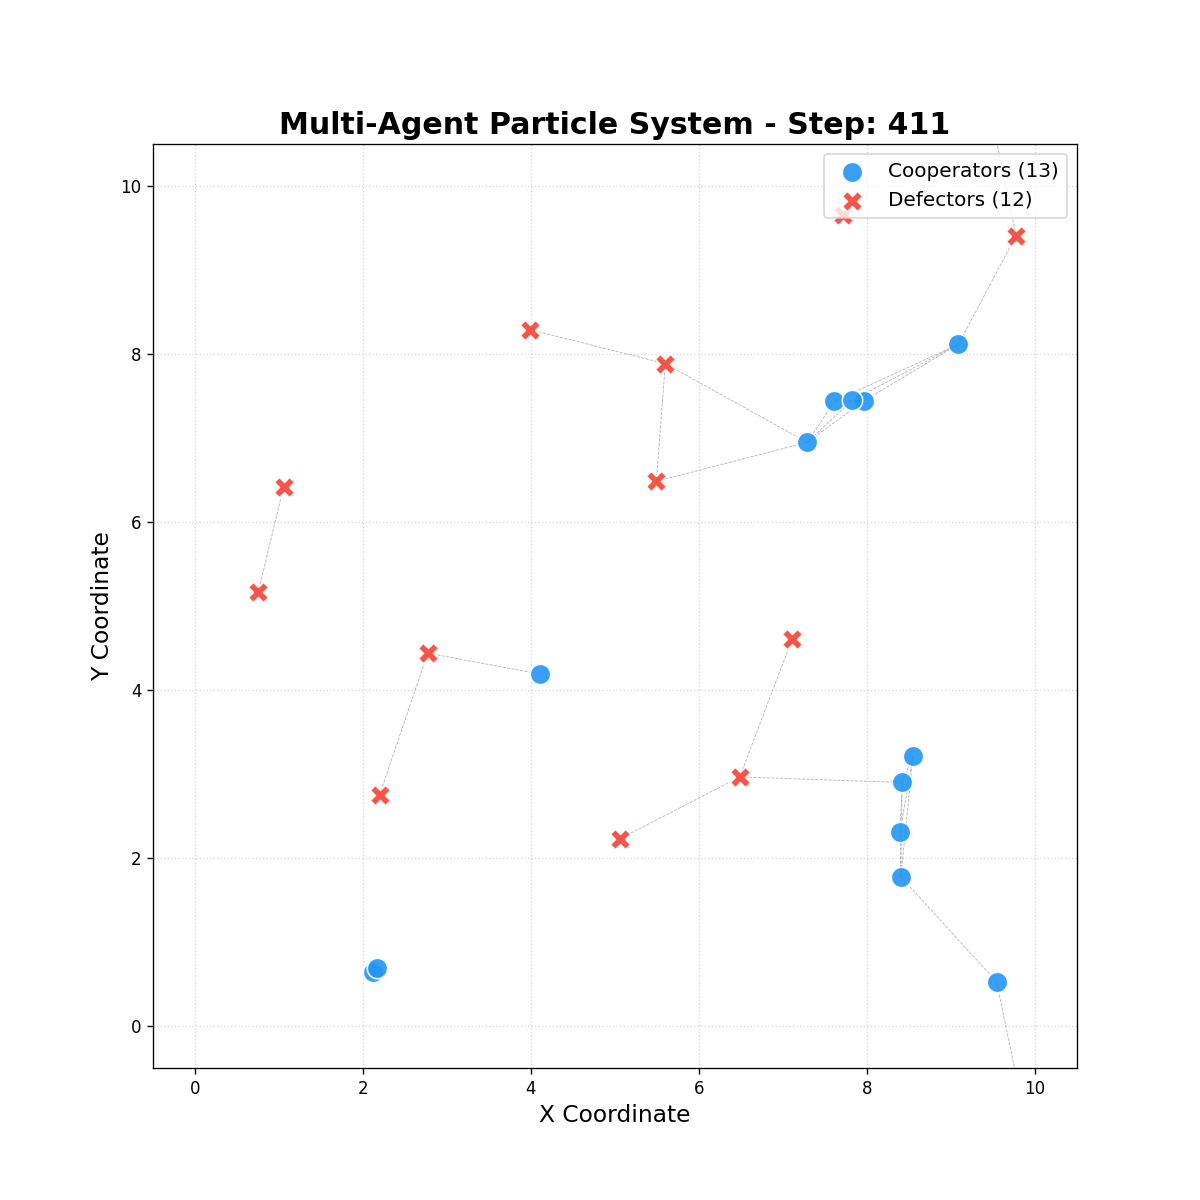 Multi-Agent Particle System - Step: 411
Cooperators (13)
Defectors (12)
10
8
6
4
2
0
Y Coordinate
0 2 4 6 8 10
X Coordinate